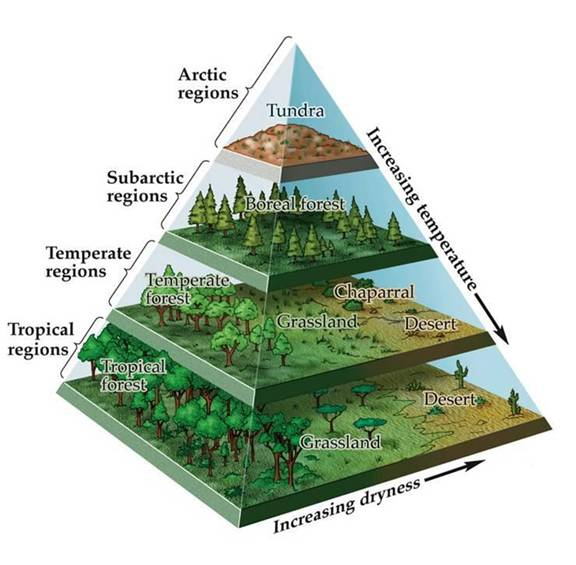 Arctic
regions
Tundra
Increasing temperature
Subarctic
regions
Boreal forest
Temperate
regions
Temperate
forest
Chaparral
Grassland
Desert
Tropical
regions
Tropical
forest
Desert
Grassland
Increasing dryness